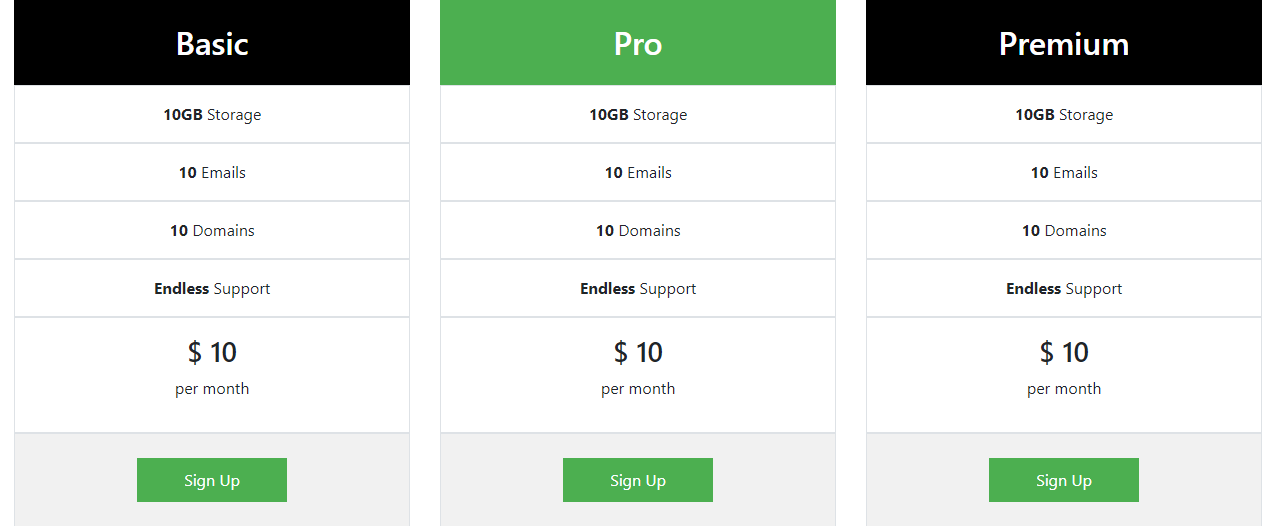 Basic
10GB Storage
10 Emails
10 Domains
Endless Support
$ 10
per month
Sign Up
Pro
10GB Storage
10 Emails
10 Domains
Endless Support
$ 10
per month
Sign Up
Premium
10GB Storage
10 Emails
10 Domains
Endless Support
$ 10
per month
Sign Up